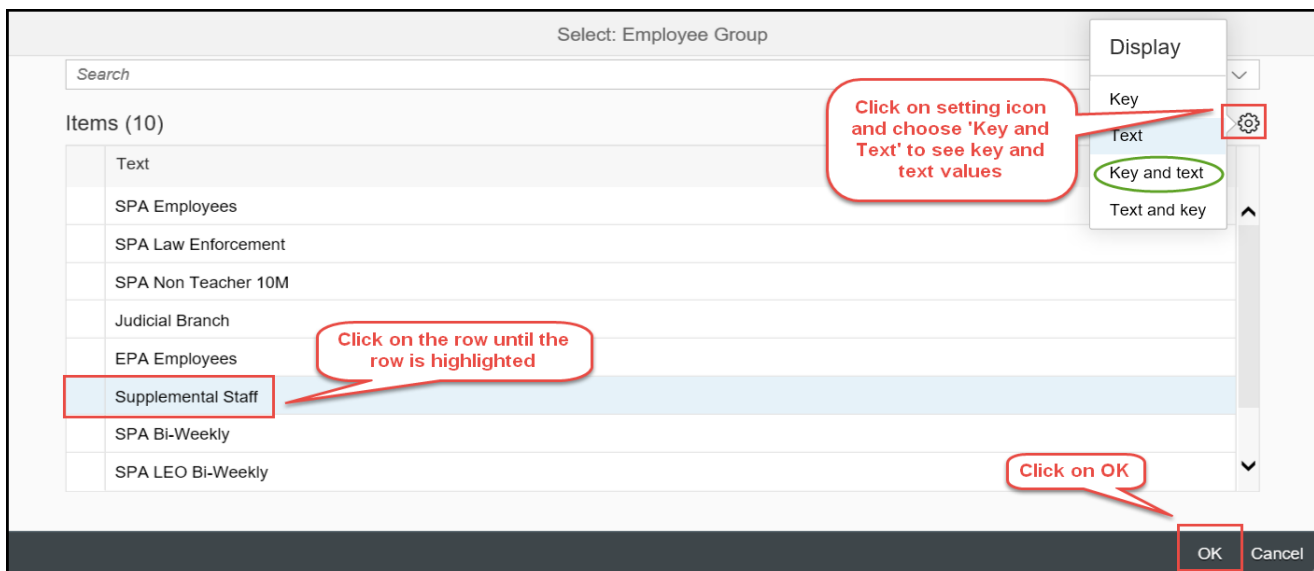 Select: Employee Group
Display
Search
Key
Click on setting icon
and choose 'Key and
Text' to see key and
text values
Items (10)
Text
Text
Key and text
Text and key
SPA Employees
SPA Law Enforcement
SPA Non Teacher 10M
Judicial Branch
Click on the row until the
row is highlighted
EPA Employees
Supplemental Staff
SPA Bi-Weekly
SPA LEO Bi-Weekly
Click on OK
OK
Cancel